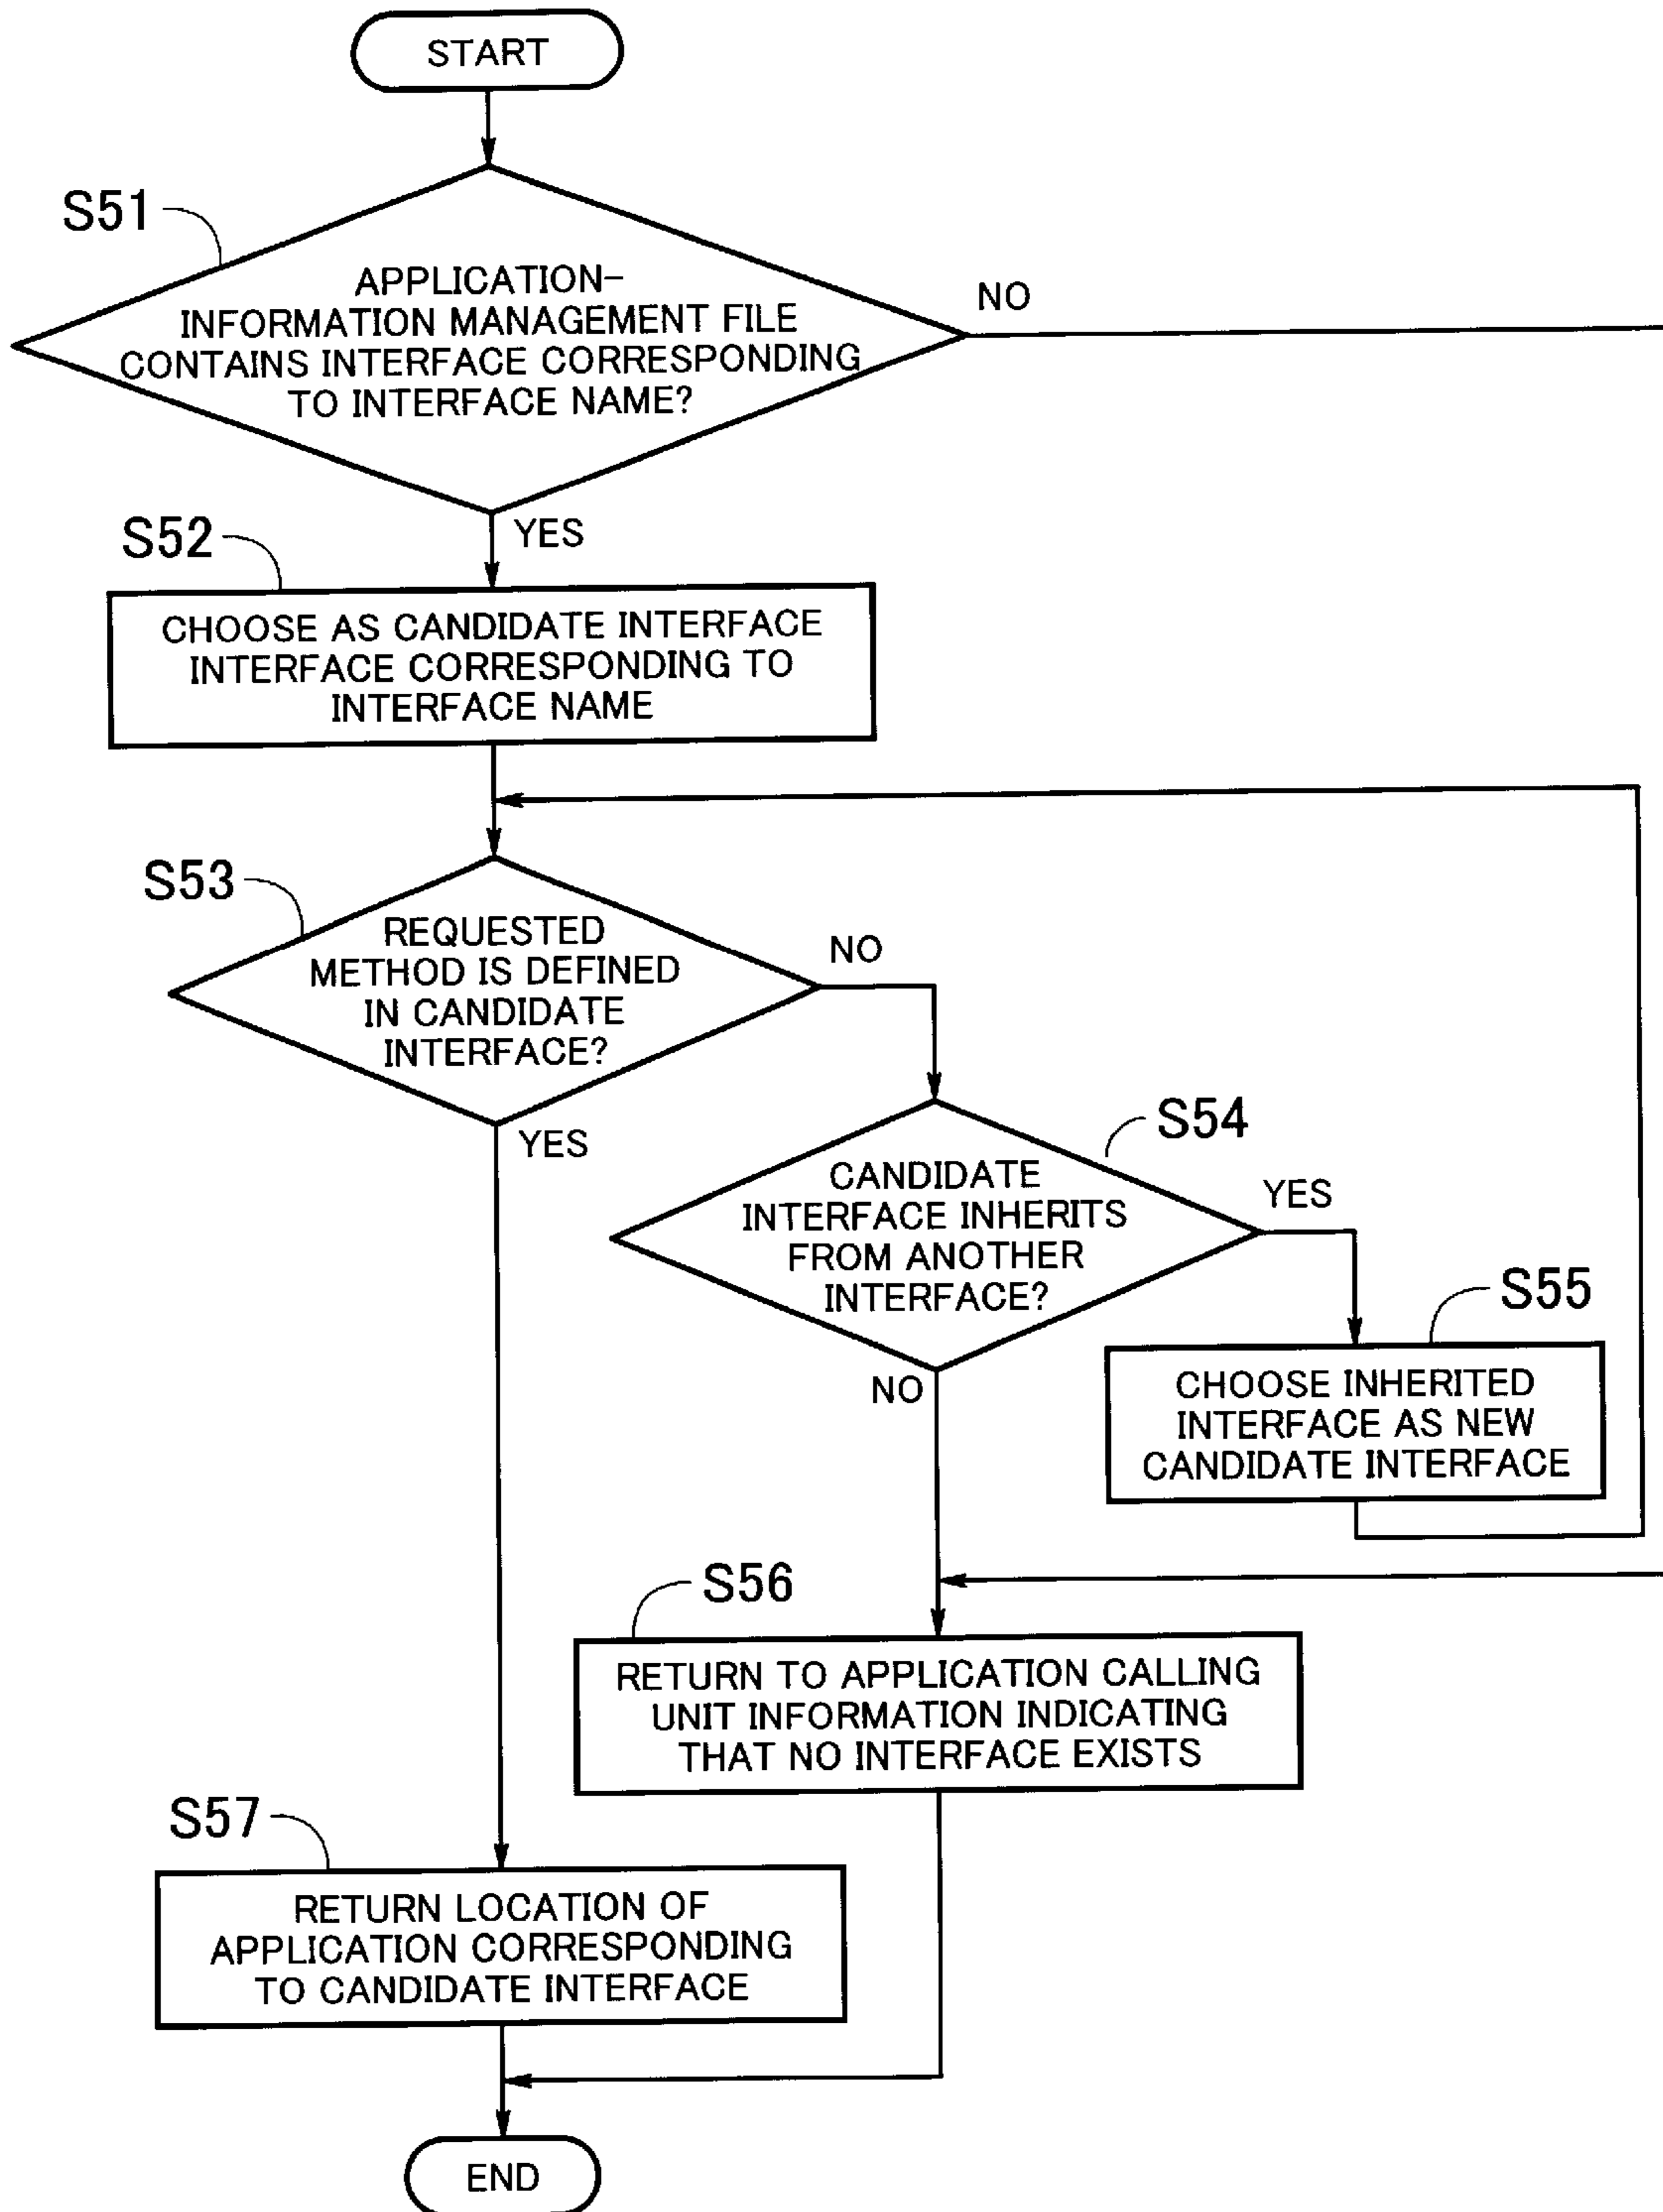 START
S51
APPLICATION-
INFORMATION MANAGEMENT FILE
CONTAINS INTERFACE CORRESPONDING
TO INTERFACE NAME?
NO
YES
S52
CHOOSE AS CANDIDATE INTERFACE
INTERFACE CORRESPONDING TO
INTERFACE NAME
S53
REQUESTED
METHOD IS DEFINED
IN CANDIDATE
INTERFACE?
NO
YES
S54
CANDIDATE
INTERFACE INHERITS
FROM ANOTHER
INTERFACE?
YES
NO
S55
CHOOSE INHERITED
INTERFACE AS NEW
CANDIDATE INTERFACE
S56
RETURN TO APPLICATION CALLING
UNIT INFORMATION INDICATING
THAT NO INTERFACE EXISTS
S57
RETURN LOCATION OF
APPLICATION CORRESPONDING
TO CANDIDATE INTERFACE
END